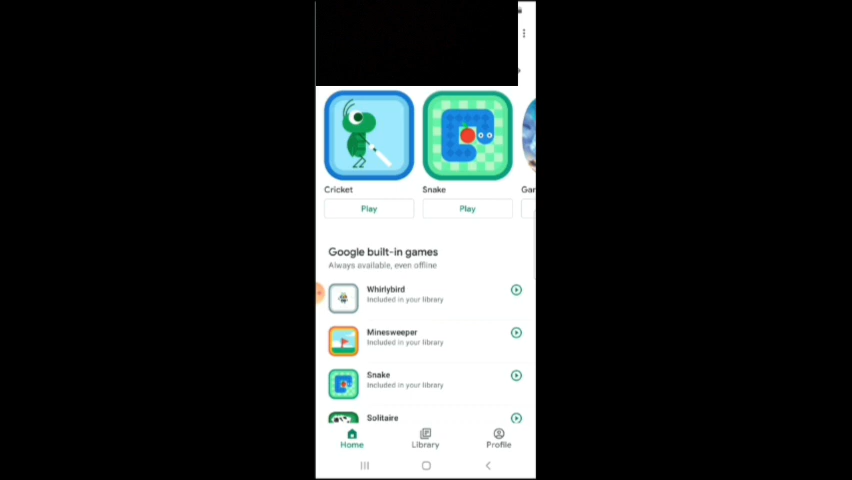 Cricket
Snake
Gar
Play
Play
Google built-in games
Always available, even offline
Whirlybird
Included in your library
Minesweeper
Included in your library
Snake
Included in your library
Solitaire
Home
Library
Profile